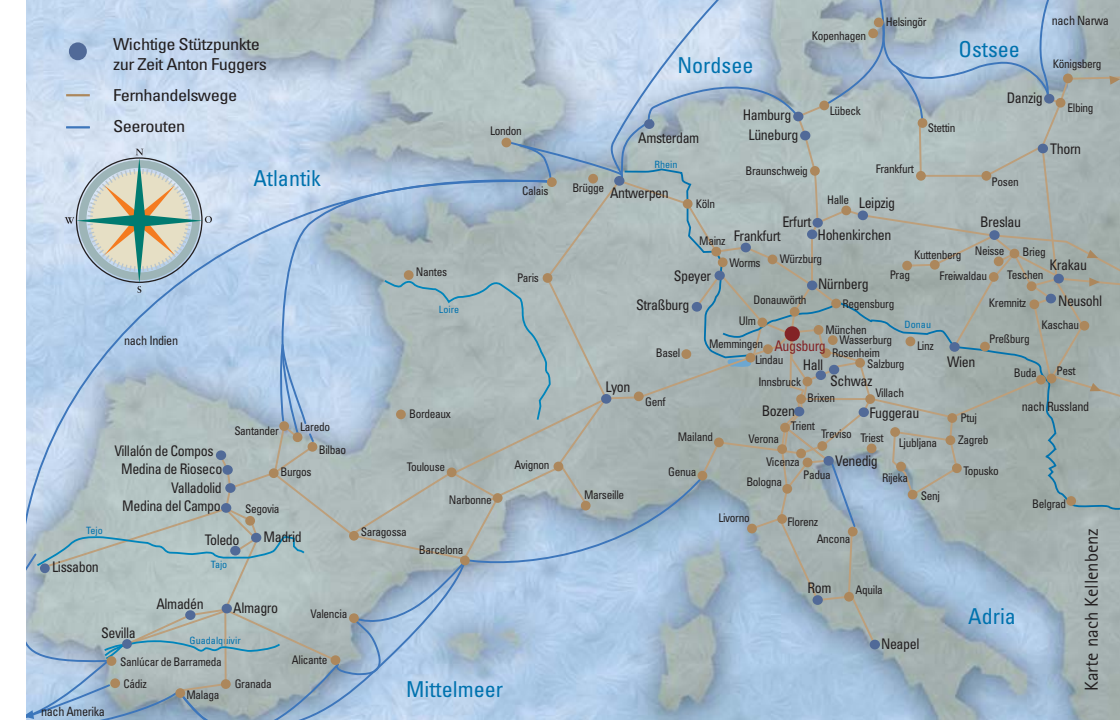 Wichtige Stützpunkte
zur Zeit Anton Fuggers
Fernhandelswege
Seerouten
N
W
O
S
Atlantik
Nordsee
Ostsee
nach Narwa
Helsingör
Kopenhagen
Königsberg
Danzig
Elbing
Hamburg
Lübeck
Lüneburg
Stettin
Amsterdam
London
Thorn
Rhein
Braunschweig
Frankfurt
Posen
Calais
Brügge
Antwerpen
Köln
Halle
Leipzig
Erfurt
Hohenkirchen
Breslau
Mainz
Frankfurt
Worms
Würzburg
Kuttenberg
Prag
Neisse
Brieg
Freiwaldau
Teschen
Krakau
Nantes
Paris
Speyer
Nürnberg
Loire
Straßburg
Donauwörth
Regensburg
Kremnitz
Neusohl
Ulm
München
Donau
Kaschau
nach Indien
Memmingen
Augsburg
Wasserburg
Linz
Preßburg
Basel
Lindau
Rosenheim
Wien
Hall
Salzburg
Innsbruck
Schwaz
Buda
Pest
Lyon
Genf
Brixen
Villach
nach Russland
Bordeaux
Bozen
Fuggerau
Ptuj
Santander
Laredo
Trient
Bilbao
Mailand
Verona
Treviso
Triest
Ljubljana
Zagreb
Villalón de Campos
Medina de Rioseco
Burgos
Toulouse
Avignon
Genua
Vicenza
Venedig
Padua
Rijeka
Topusko
Valladolid
Medina del Campo
Segovia
Narbonne
Marseille
Bologna
Senj
Belgrad
Tejo
Toledo
Madrid
Saragossa
Livorno
Florenz
Ancona
Tajo
Barcelona
Lissabon
Almadén
Almagro
Valencia
Rom
Aquila
Adria
Sevilla
Guadalquivir
Neapel
Sanlúcar de Barrameda
Alicante
Cádiz
Granada
Malaga
Mittelmeer
nach Amerika
Karte nach Kellenbenz